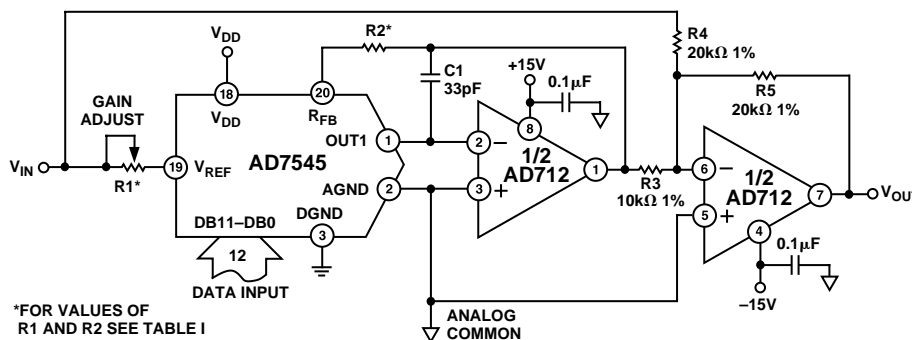 R4
20kΩ 1%
V_DD
R2*
+15V
0.1μF
R5
20kΩ 1%
C1
33pF
GAIN
ADJUST
18
V_DD
20
R_FB
8
OUT1
1
2
–
1/2
AD712
1
V_IN
R1*
19
V_REF
AD7545
AGND
2
3
+
R3
10kΩ 1%
6
–
1/2
AD712
7
V_OUT
5
+
4
DB11–DB0
DGND
3
12
DATA INPUT
0.1μF
–15V
ANALOG
COMMON
*FOR VALUES OF
R1 AND R2 SEE TABLE I